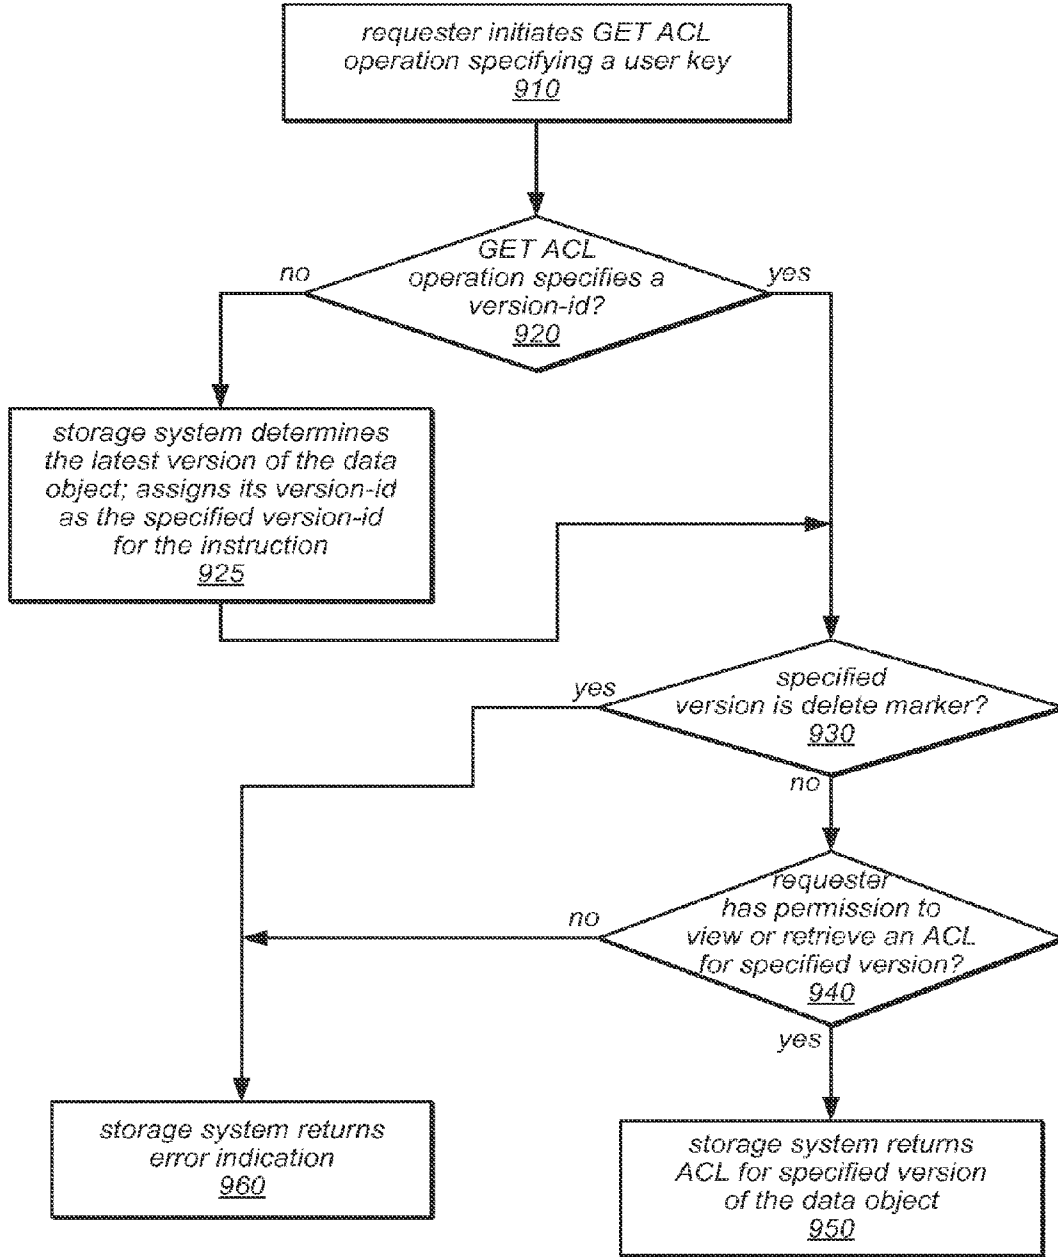 requester initiates GET ACL
operation specifying a user key
910
GET ACL
operation specifies a
version-id?
920
no
yes
storage system determines
the latest version of the data
object; assigns its version-id
as the specified version-id
for the instruction
925
specified
version is delete marker?
930
yes
no
requester
has permission to
view or retrieve an ACL
for specified version?
940
no
yes
storage system returns
error indication
960
storage system returns
ACL for specified version
of the data object
950